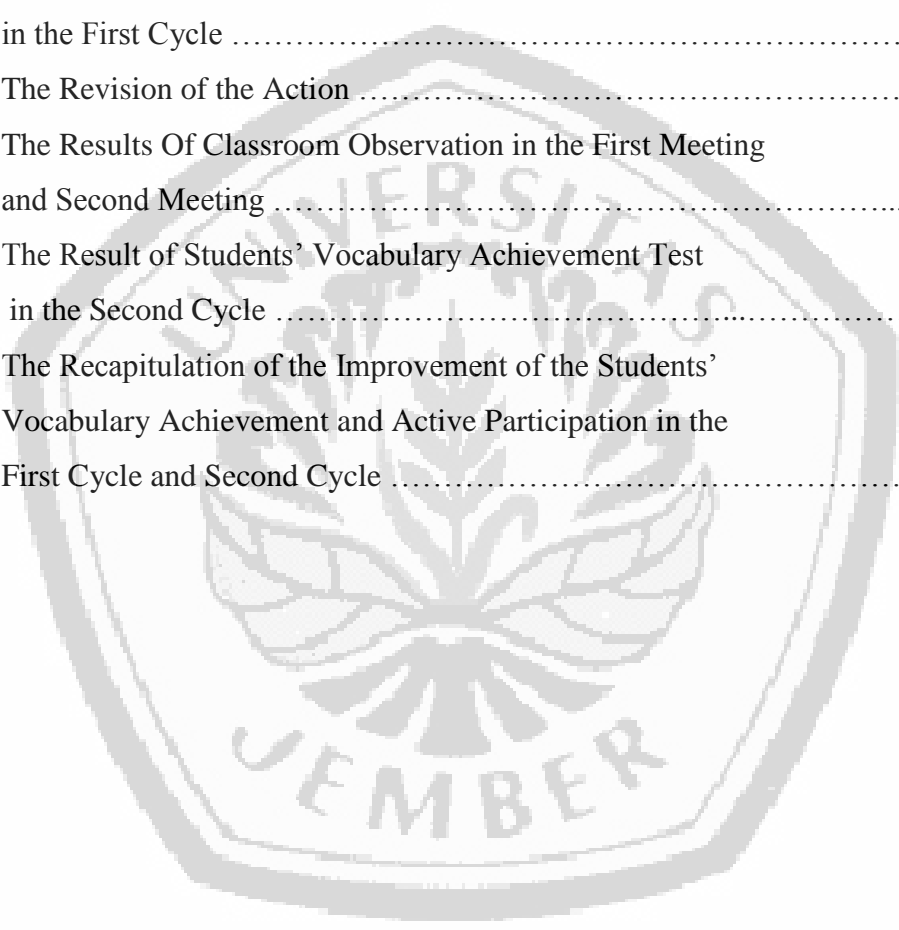 in the First Cycle ……………………………………………………….
The Revision of the Action ……………………………………………
The Results Of Classroom Observation in the First Meeting
and Second Meeting …………………………………………………...
The Result of Students’ Vocabulary Achievement Test
in the Second Cycle ……………………………………...……………
The Recapitulation of the Improvement of the Students’
Vocabulary Achievement and Active Participation in the
First Cycle and Second Cycle …………………………………………
UNIVERSITAS
JEMBER